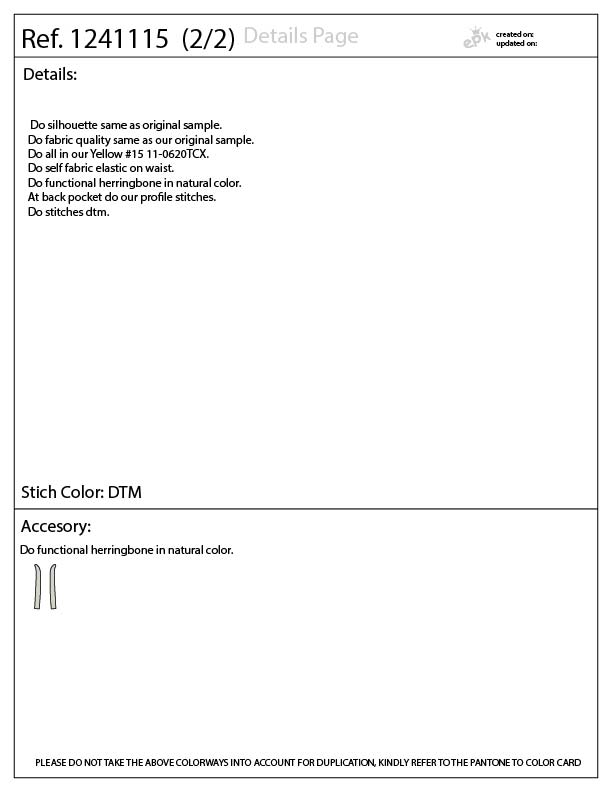 Ref. 1241115 (2/2) Details Page
epk
created on:
updated on:
Details:
Do silhouette same as original sample.
Do fabric quality same as our original sample.
Do all in our Yellow #15 11-0620TCX.
Do self fabric elastic on waist.
Do functional herringbone in natural color.
At back pocket do our profile stitches.
Do stitches dtm.
Stich Color: DTM
Accesory:
Do functional herringbone in natural color.
PLEASE DO NOT TAKE THE ABOVE COLORWAYS INTO ACCOUNT FOR DUPLICATION, KINDLY REFER TO THE PANTONE TO COLOR CARD